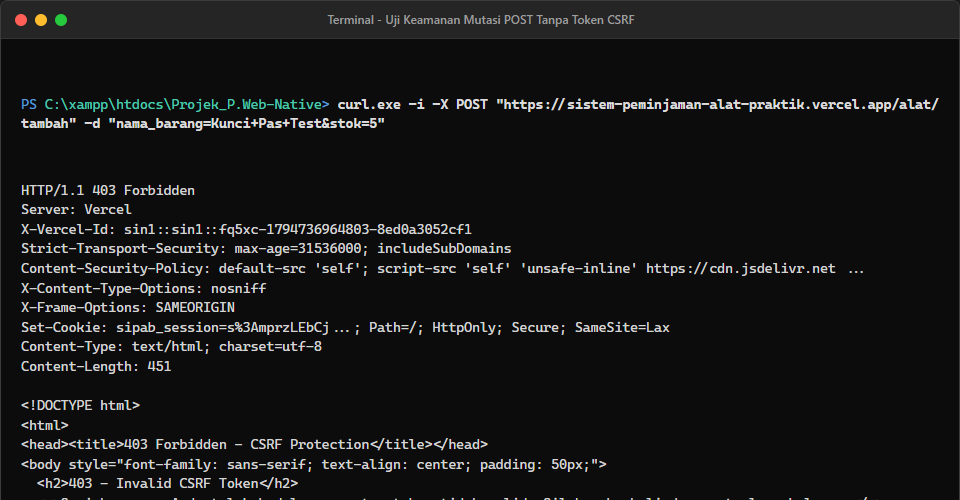 Terminal - Uji Keamanan Mutasi POST Tanpa Token CSRF
PS C:\xampp\htdocs\Projek_P.Web-Native> curl.exe -i -X POST "https://sistem-peminjaman-alat-praktik.vercel.app/alat/
tambah" -d "nama_barang=Kunci+Pas+Test&stok=5"
HTTP/1.1 403 Forbidden
Server: Vercel
X-Vercel-Id: sin1::sin1::fq5xc-1794736964803-8ed0a3052cf1
Strict-Transport-Security: max-age=31536000; includeSubDomains
Content-Security-Policy: default-src 'self'; script-src 'self' 'unsafe-inline' https://cdn.jsdelivr.net ...
X-Content-Type-Options: nosniff
X-Frame-Options: SAMEORIGIN
Set-Cookie: sipab_session=s%3AmprzLEbCj...; Path=/; HttpOnly; Secure; SameSite=Lax
Content-Type: text/html; charset=utf-8
Content-Length: 451
<!DOCTYPE html>
<html>
<head><title>403 Forbidden - CSRF Protection</title></head>
<body style="font-family: sans-serif; text-align: center; padding: 50px;">
<h2>403 - Invalid CSRF Token</h2>